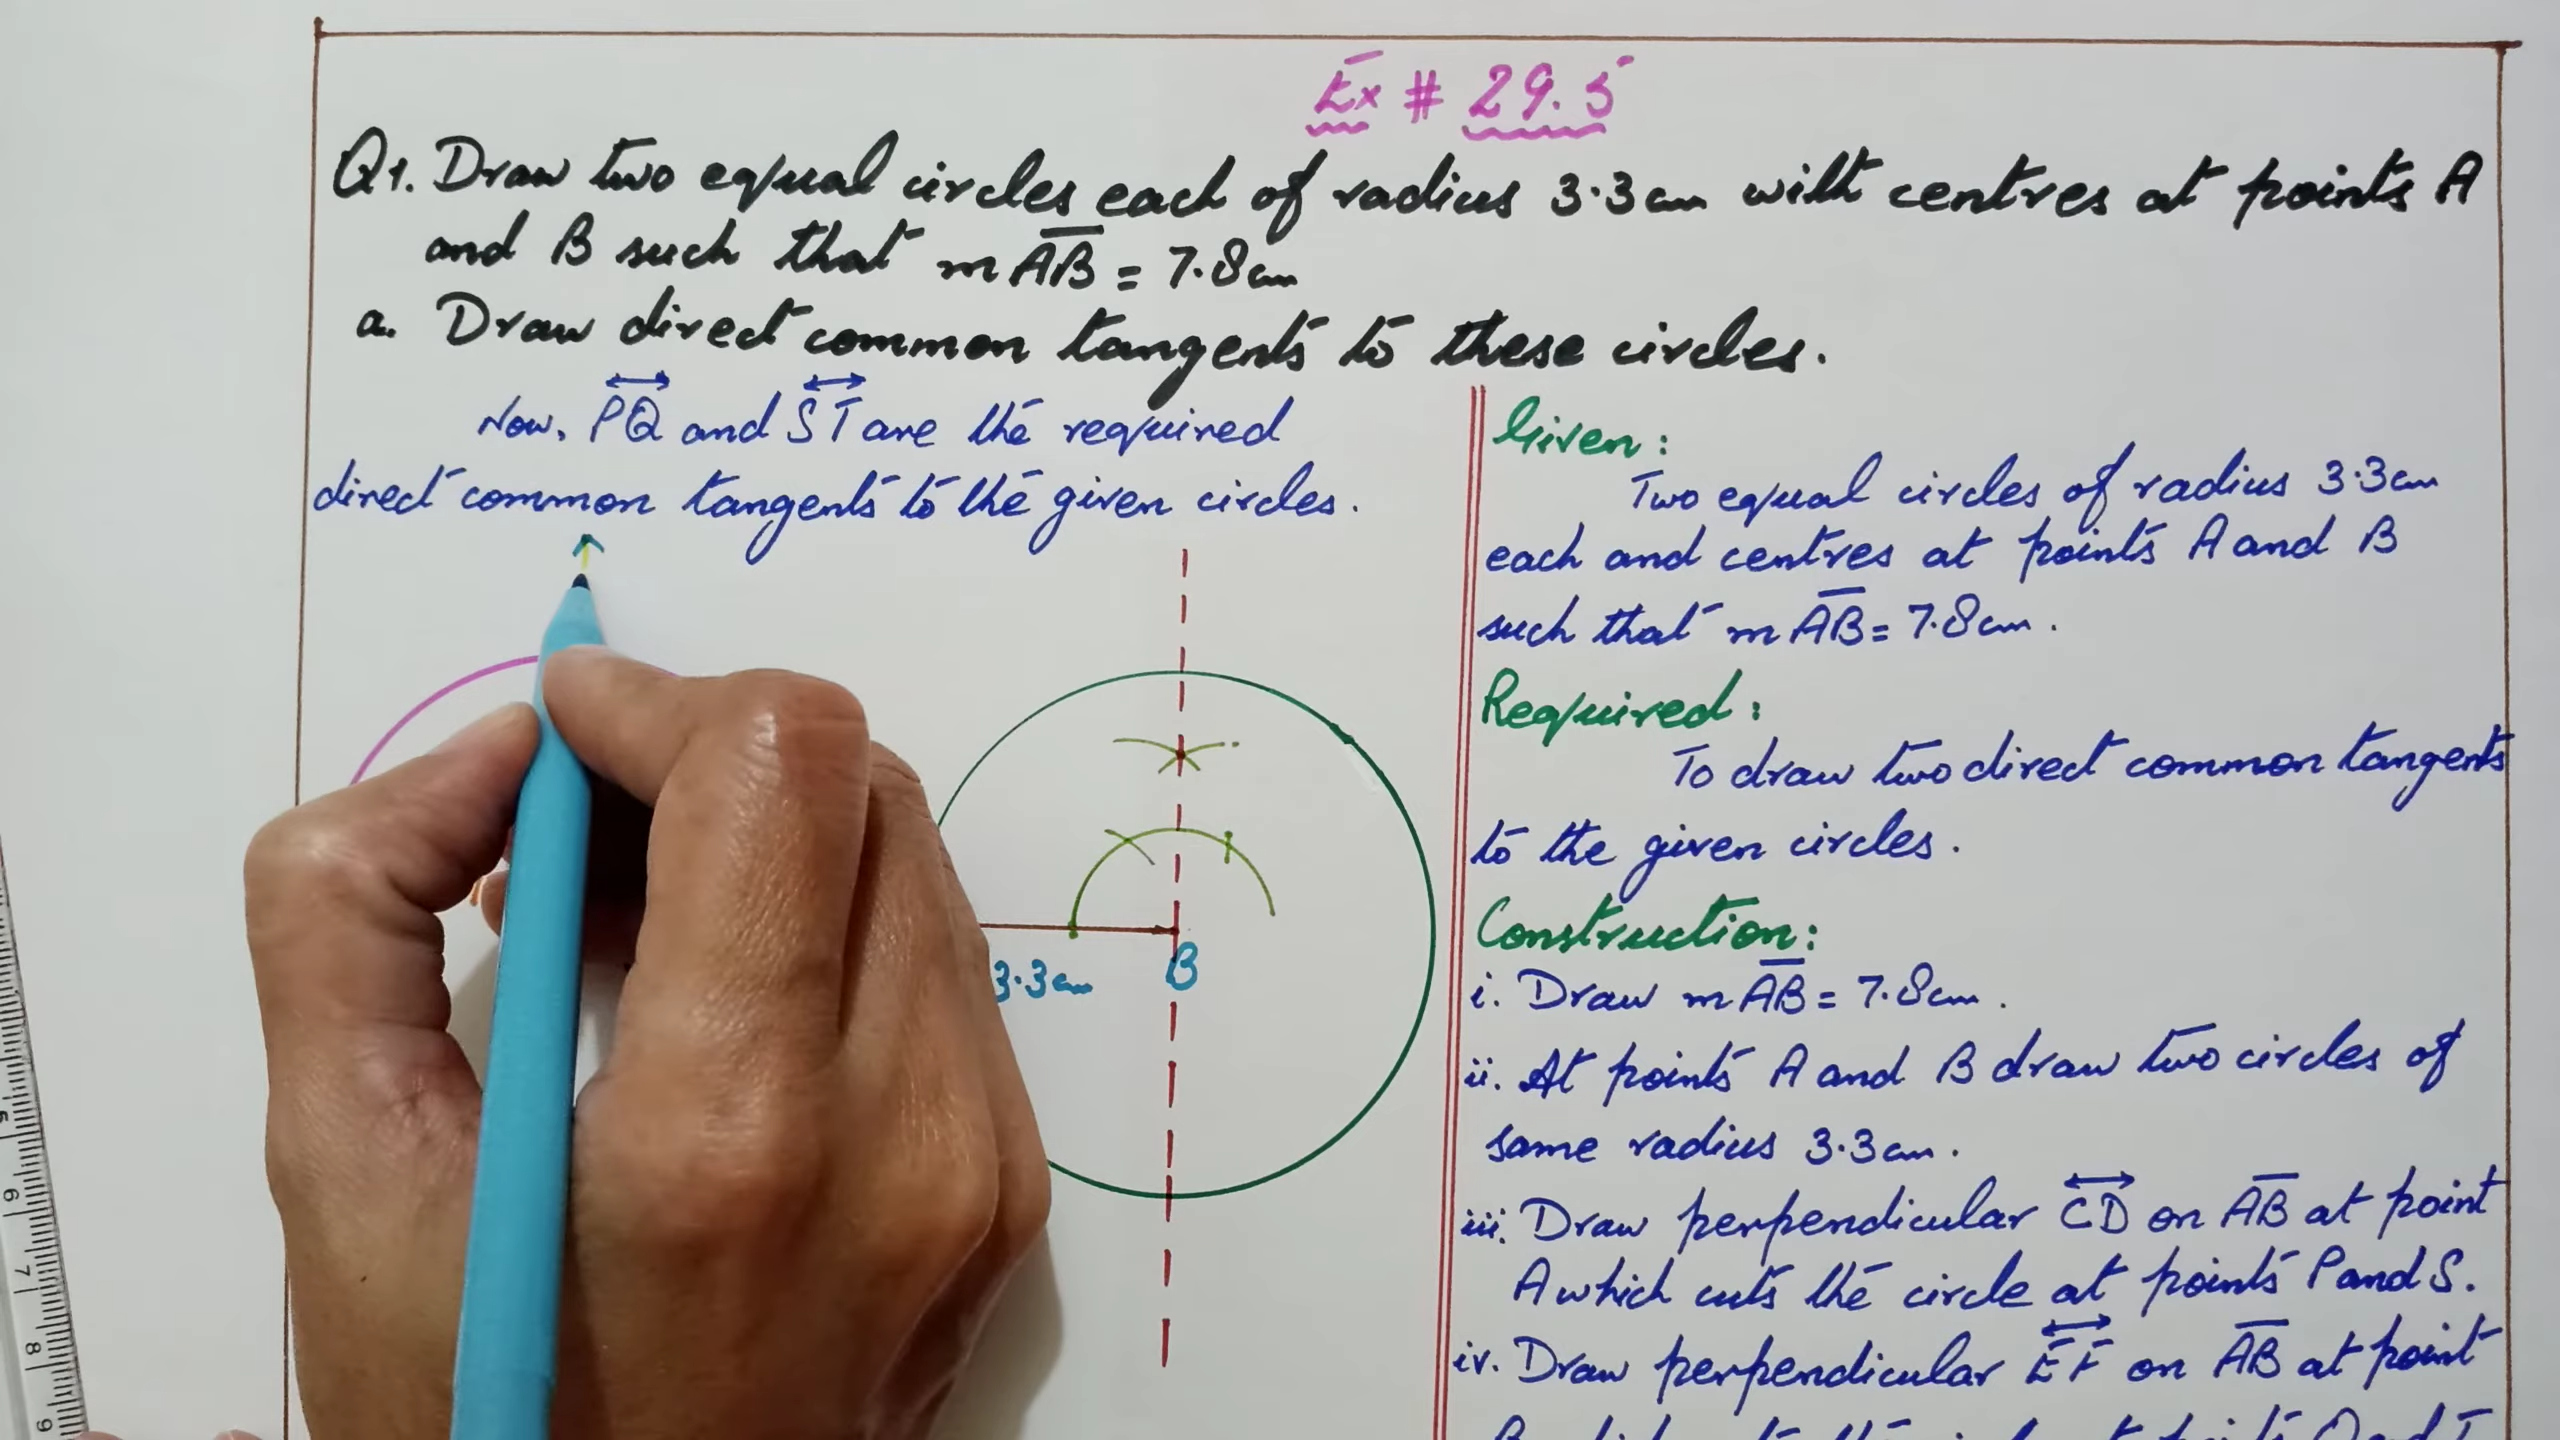 Ex # 29.5
Q1. Draw two equal circles each of radius 3.3cm with centres at points A
and B such that m AB = 7.8cm
a. Draw direct common tangents to these circles.
Now, PQ and ST are the required
direct common tangents to the given circles.
3.3cm
B
Given:
Two equal circles of radius 3.3cm
each and centres at points A and B
such that m AB = 7.8cm.
Required:
To draw two direct common tangents
to the given circles.
Construction:
i. Draw m AB = 7.8cm.
ii. At points A and B draw two circles of
same radius 3.3cm.
iii. Draw perpendicular CD on AB at point
A which cuts the circle at points P and S.
iv. Draw perpendicular EF on AB at point
5
6
7
8
9